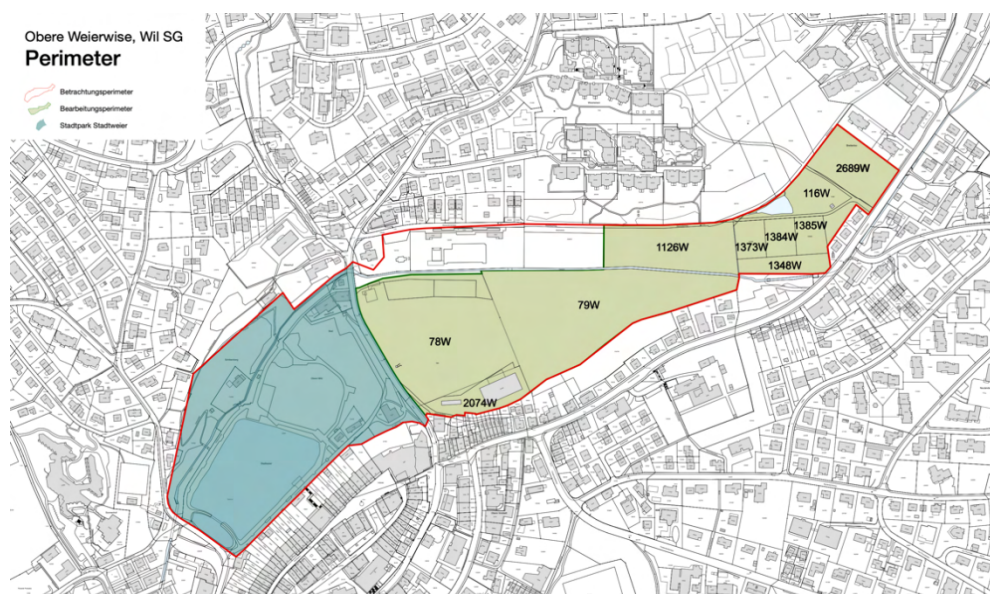 Obere Weierwise, Wil SG
Perimeter
Betrachtungsperimeter
Bearbeitungsperimeter
Stadtpark Stadtweier
2689W
116W
1385W
1384W
1373W
1126W
1348W
79W
78W
2074W